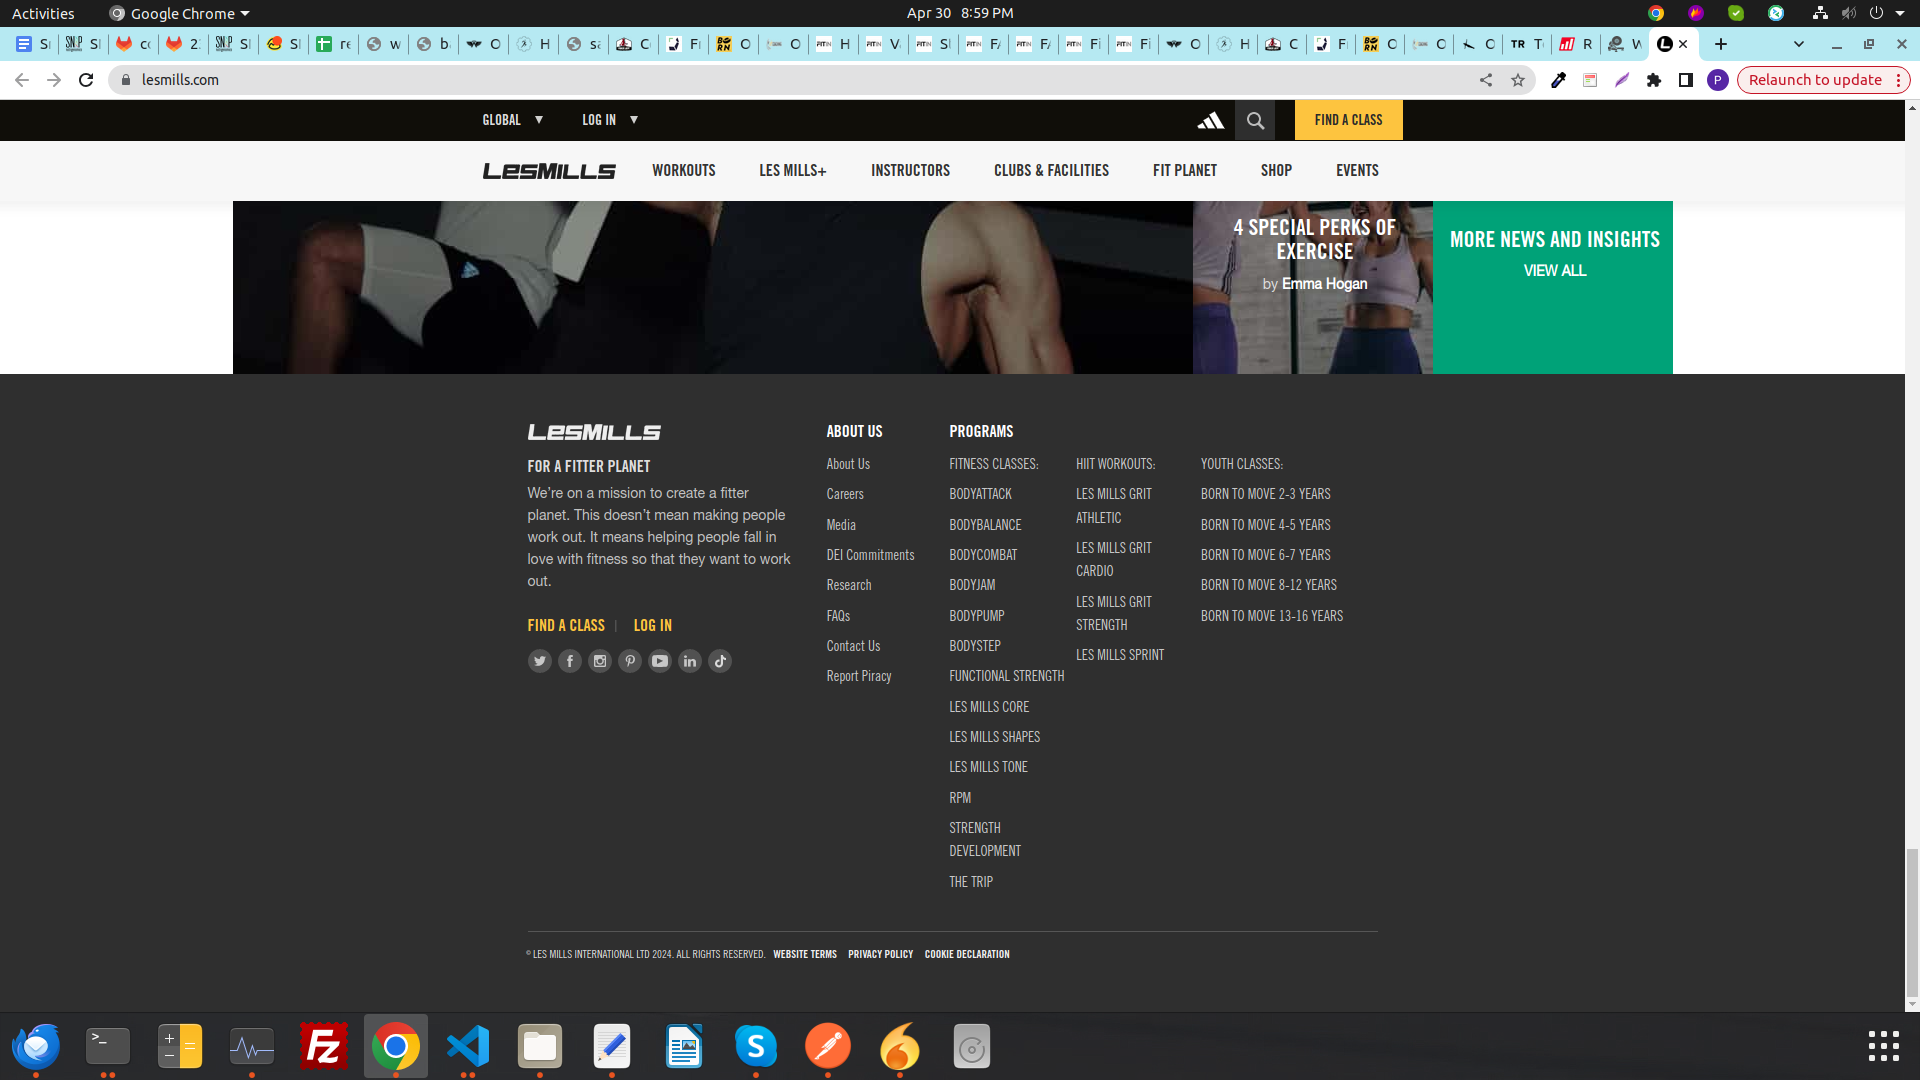 Activities
Google Chrome
Apr 30 8:59 PM
lesmills.com
Relaunch to update
GLOBAL
LOG IN
FIND A CLASS
LESMILLS
WORKOUTS
LES MILLS+
INSTRUCTORS
CLUBS & FACILITIES
FIT PLANET
SHOP
EVENTS
4 SPECIAL PERKS OF
EXERCISE
by Emma Hogan
MORE NEWS AND INSIGHTS
VIEW ALL
LESMILLS
FOR A FITTER PLANET
We’re on a mission to create a fitter
planet. This doesn’t mean making people
work out. It means helping people fall in
love with fitness so that they want to work
out.
FIND A CLASS | LOG IN
ABOUT US
About Us
Careers
Media
DEI Commitments
Research
FAQs
Contact Us
Report Piracy
PROGRAMS
FITNESS CLASSES:
BODYATTACK
BODYBALANCE
BODYCOMBAT
BODYJAM
BODYPUMP
BODYSTEP
FUNCTIONAL STRENGTH
LES MILLS CORE
LES MILLS SHAPES
LES MILLS TONE
RPM
STRENGTH
DEVELOPMENT
THE TRIP
HIIT WORKOUTS:
LES MILLS GRIT
ATHLETIC
LES MILLS GRIT
CARDIO
LES MILLS GRIT
STRENGTH
LES MILLS SPRINT
YOUTH CLASSES:
BORN TO MOVE 2-3 YEARS
BORN TO MOVE 4-5 YEARS
BORN TO MOVE 6-7 YEARS
BORN TO MOVE 8-12 YEARS
BORN TO MOVE 13-16 YEARS
© LES MILLS INTERNATIONAL LTD 2024. ALL RIGHTS RESERVED. WEBSITE TERMS PRIVACY POLICY COOKIE DECLARATION